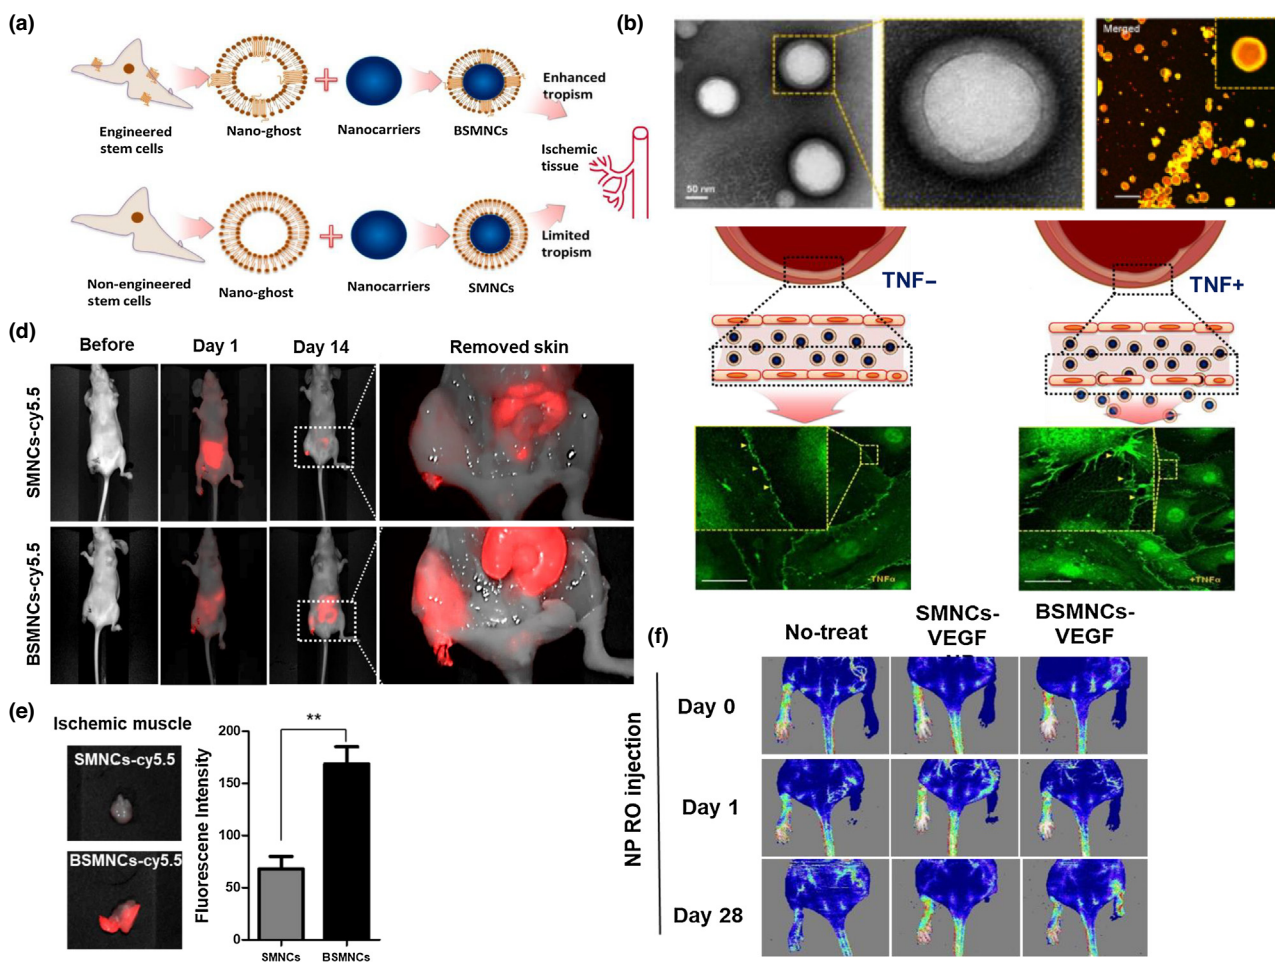 (a)
Engineered
stem cells
Nano-ghost
Nanocarriers
BSMNCs
Enhanced
tropism
Ischemic
tissue
Non-engineered
stem cells
Nano-ghost
Nanocarriers
SMNCs
Limited
tropism
(b)
50 nm
Merged
TNF−
TNF+
-TNFα
+TNFα
(d)
Before
Day 1
Day 14
Removed skin
SMNCs-cy5.5
BSMNCs-cy5.5
(e)
Ischemic muscle
SMNCs-cy5.5
BSMNCs-cy5.5
Fluorescene Intensity
200
150
100
50
0
**
SMNCs
BSMNCs
(f)
No-treat
SMNCs-
VEGF
BSMNCs-
VEGF
NP RO injection
Day 0
Day 1
Day 28